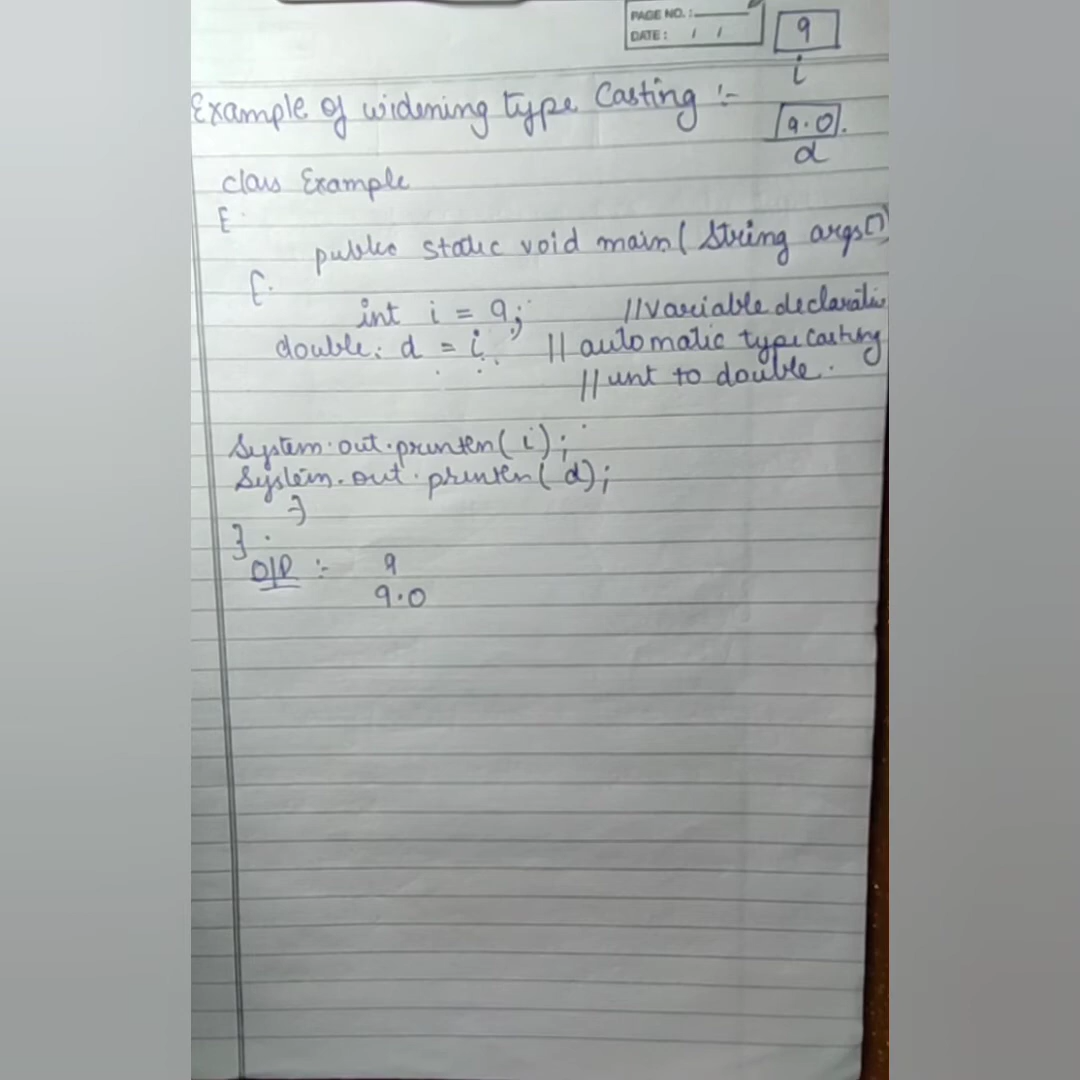 PAGE NO. :
DATE : / /
9
i
Example of widening type Casting :-
9.0
d
class Example
{
public static void main( String args[]
{
int i = 9; //variable declaratio
double d = i; // automatic type casting
// int to double.
System.out.println( i );
System.out.println( d );
}
}
O/P :- 9
9.0